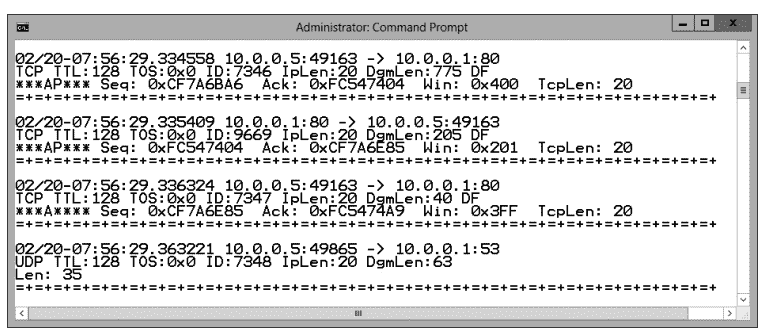 Administrator: Command Prompt
02/20-07:56:29.334558 10.0.0.5:49163 -> 10.0.0.1:80
TCP TTL:128 TOS:0x0 ID:7346 IpLen:20 DgmLen:775 DF
***AP*** Seq: 0xCF7A6BA6  Ack: 0xFC547404  Win: 0x400  TcpLen: 20
=+=+=+=+=+=+=+=+=+=+=+=+=+=+=+=+=+=+=+=+=+=+=+=+=+=+=+=+=+=+=+=+=+=+=+=+
02/20-07:56:29.335409 10.0.0.1:80 -> 10.0.0.5:49163
TCP TTL:128 TOS:0x0 ID:9669 IpLen:20 DgmLen:205 DF
***AP*** Seq: 0xFC547404  Ack: 0xCF7A6E85  Win: 0x201  TcpLen: 20
=+=+=+=+=+=+=+=+=+=+=+=+=+=+=+=+=+=+=+=+=+=+=+=+=+=+=+=+=+=+=+=+=+=+=+=+
02/20-07:56:29.336324 10.0.0.5:49163 -> 10.0.0.1:80
TCP TTL:128 TOS:0x0 ID:7347 IpLen:20 DgmLen:40 DF
***A**** Seq: 0xCF7A6E85  Ack: 0xFC5474A9  Win: 0x3FF  TcpLen: 20
=+=+=+=+=+=+=+=+=+=+=+=+=+=+=+=+=+=+=+=+=+=+=+=+=+=+=+=+=+=+=+=+=+=+=+=+
02/20-07:56:29.363221 10.0.0.5:49865 -> 10.0.0.1:53
UDP TTL:128 TOS:0x0 ID:7348 IpLen:20 DgmLen:63
Len: 35
=+=+=+=+=+=+=+=+=+=+=+=+=+=+=+=+=+=+=+=+=+=+=+=+=+=+=+=+=+=+=+=+=+=+=+=+